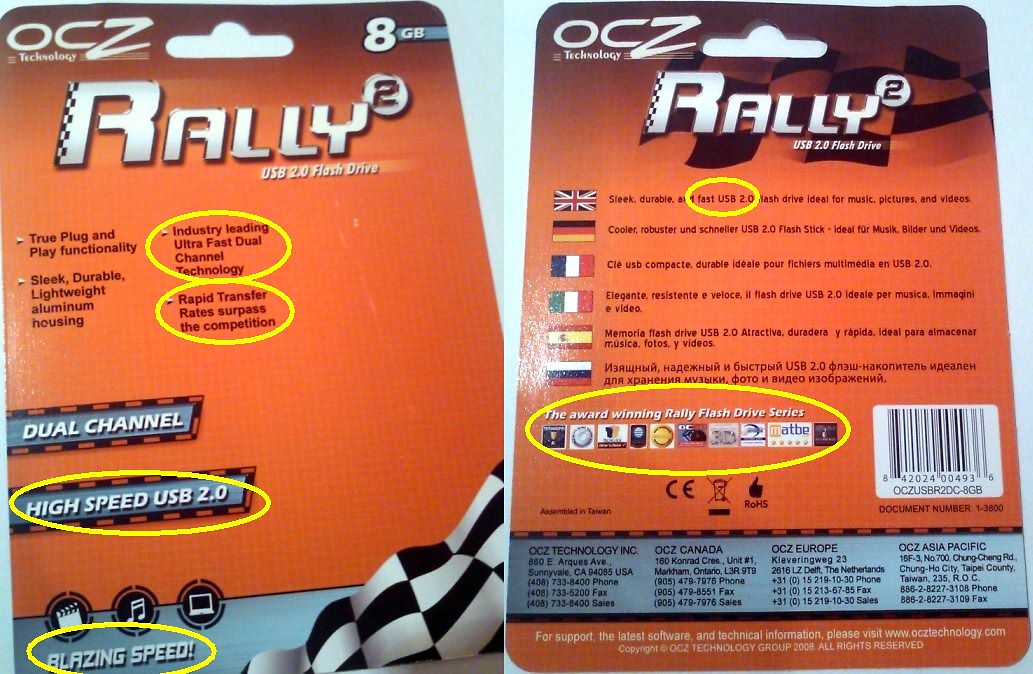 OCZ
Technology
8 GB
RALLY2
USB 2.0 Flash Drive
True Plug and
Play functionality
Sleek, Durable,
Lightweight
aluminum
housing
Industry leading
Ultra Fast Dual
Channel
Technology
Rapid Transfer
Rates surpass
the competition
DUAL CHANNEL
HIGH SPEED USB 2.0
BLAZING SPEED!
OCZ
Technology
RALLY2
USB 2.0 Flash Drive
Sleek, durable, and fast USB 2.0 flash drive ideal for music, pictures, and videos.
Cooler, robuster und schneller USB 2.0 Flash Stick - ideal für Musik, Bilder und Videos.
Clé usb compacte, durable idéale pour fichiers multimédia en USB 2.0.
Elegante, resistente e veloce, il flash drive USB 2.0 ideale per musica, immagini
e video.
Memoria flash drive USB 2.0 Atractiva, duradera y rápida, ideal para almacenar
música, fotos, y videos.
Изящный, надежный и быстрый USB 2.0 флэш-накопитель идеален
для хранения музыки, фото и видео изображений.
The award winning Rally Flash Drive Series
3D
matbe
8 42024 00493 6
OCZUSBR2DC-8GB
CE
RoHS
Assembled in Taiwan.
DOCUMENT NUMBER: 1-3800
OCZ TECHNOLOGY INC.
860 E. Arques Ave.,
Sunnyvale, CA 94085 USA
(408) 733-8400 Phone
(408) 733-5200 Fax
(408) 733-8400 Sales
OCZ CANADA
160 Konrad Cres., Unit #1,
Markham, Ontario, L3R 9T9
(905) 479-7976 Phone
(905) 479-8551 Fax
(905) 479-7976 Sales
OCZ EUROPE
Kleveringweg 23
2616 LZ Delft, The Netherlands
+31 (0) 15 219-10-30 Phone
+31 (0) 15 213-67-85 Fax
+31 (0) 15 219-10-30 Sales
OCZ ASIA PACIFIC
16F-3, No.700, Chung-Cheng Rd.,
Chung-Ho City, Taipei County,
Taiwan, 235, R.O.C.
886-2-8227-3108 Phone
886-2-8227-3109 Fax
For support, the latest software, and technical information, please visit www.ocztechnology.com
Copyright © OCZ TECHNOLOGY GROUP 2008. ALL RIGHTS RESERVED